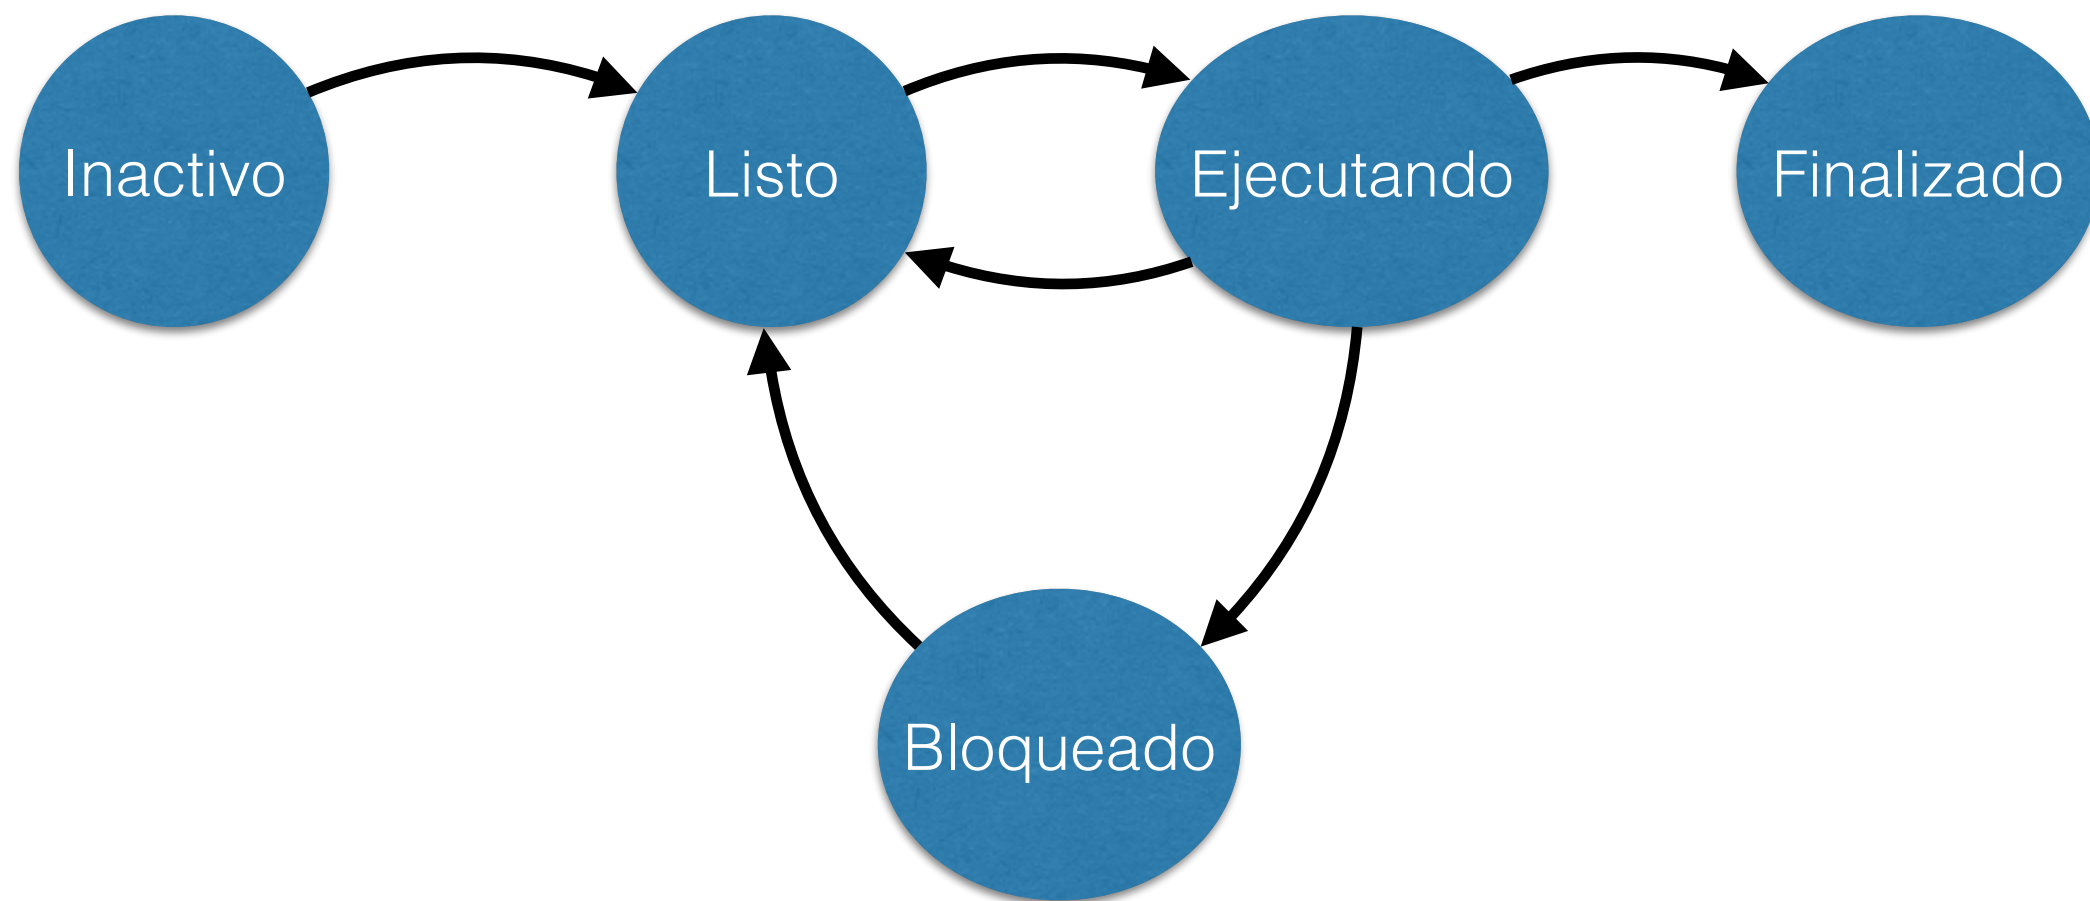 Inactivo
Listo
Ejecutando
Finalizado
Bloqueado